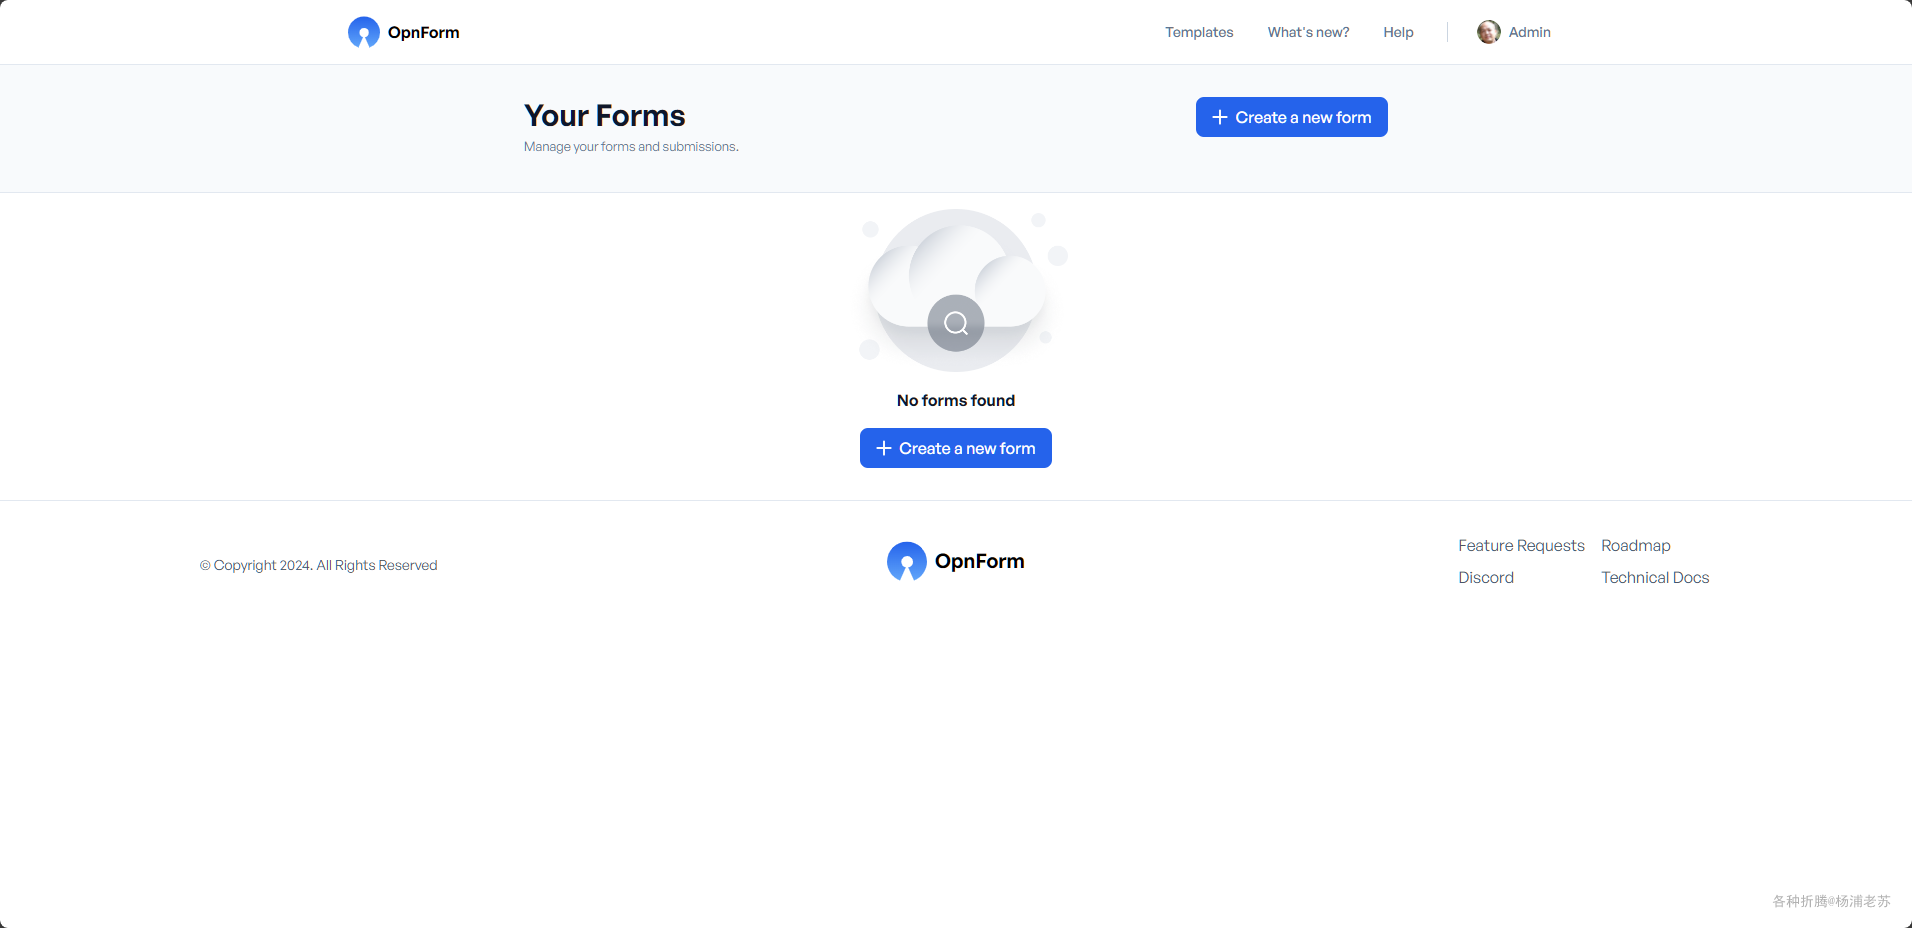 OpnForm
Templates
What's new?
Help
Admin
Your Forms
Create a new form
Manage your forms and submissions.
No forms found
Create a new form
© Copyright 2024. All Rights Reserved
OpnForm
Feature Requests
Roadmap
Discord
Technical Docs
各种折腾@杨浦老苏